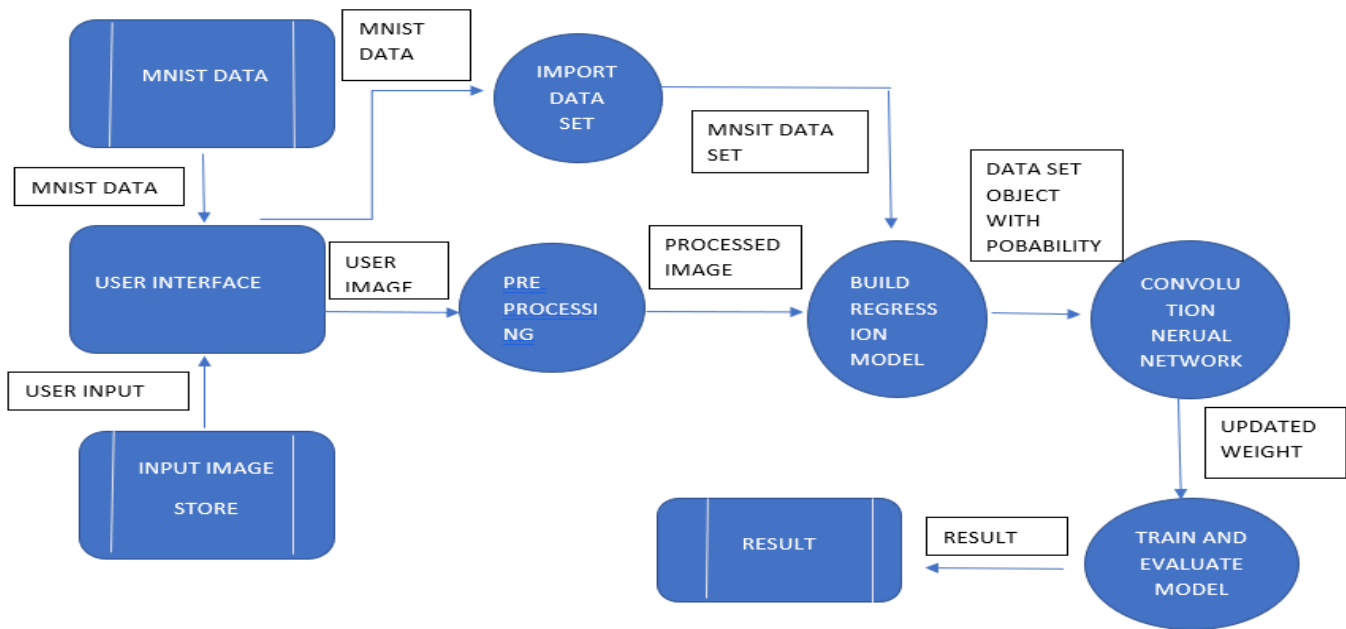 MNIST DATA
MNIST
DATA
IMPORT
DATA
SET
MNIST DATA
MNSIT DATA
SET
DATA SET
OBJECT
WITH
POBABILITY
USER INTERFACE
USER
IMAGE
PRE
PROCESSI
NG
PROCESSED
IMAGE
BUILD
REGRESS
ION
MODEL
CONVOLU
TION
NERUAL
NETWORK
USER INPUT
INPUT IMAGE
STORE
UPDATED
WEIGHT
RESULT
RESULT
TRAIN AND
EVALUATE
MODEL